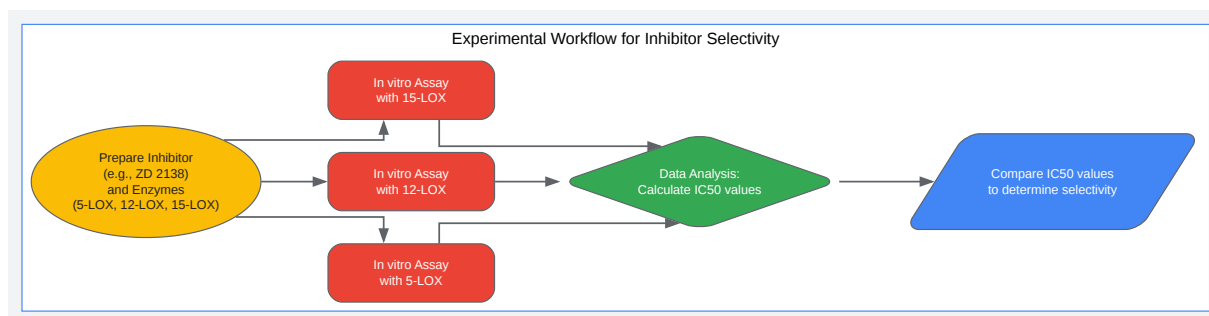 Experimental Workflow for Inhibitor Selectivity
In vitro Assay
with 15-LOX
Prepare Inhibitor
(e.g., ZD 2138)
and Enzymes
(5-LOX, 12-LOX, 15-LOX)
In vitro Assay
with 12-LOX
In vitro Assay
with 5-LOX
Data Analysis:
Calculate IC50 values
Compare IC50 values
to determine selectivity